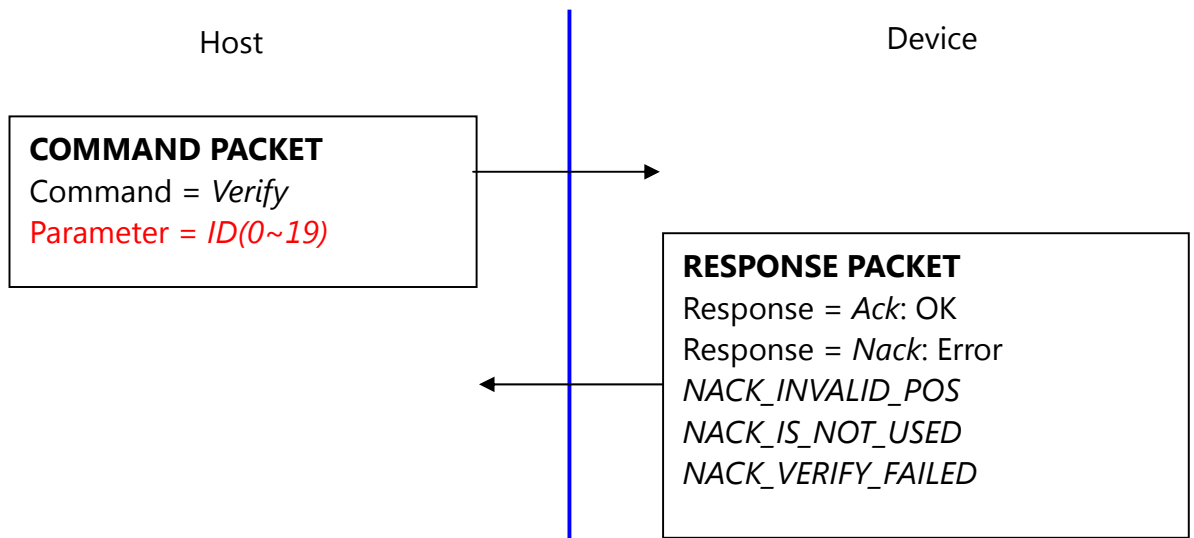 Host
Device
COMMAND PACKET
Command = Verify
Parameter = ID(0~19)
RESPONSE PACKET
Response = Ack: OK
Response = Nack: Error
NACK_INVALID_POS
NACK_IS_NOT_USED
NACK_VERIFY_FAILED